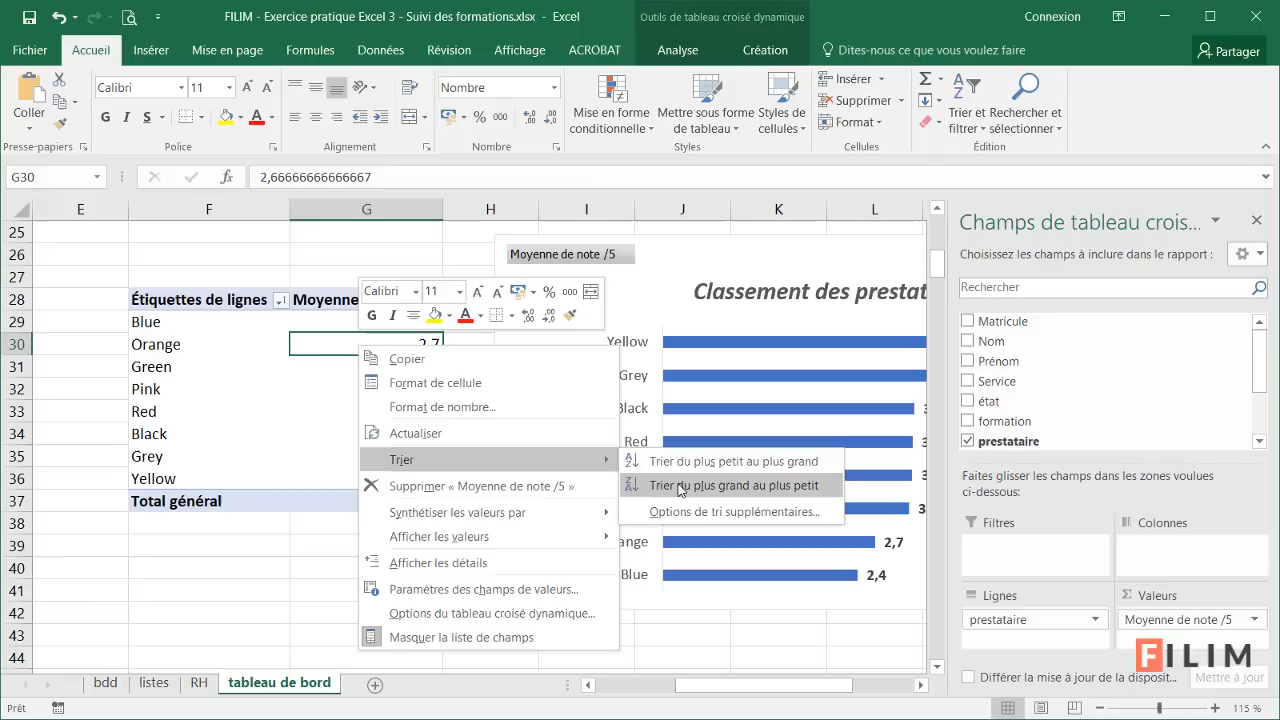 FILIM - Exercice pratique Excel 3 - Suivi des formations.xlsx - Excel
Outils de tableau croisé dynamique
Connexion
Fichier Accueil Insérer Mise en page Formules Données Révision Affichage ACROBAT Analyse Création Dites-nous ce que vous voulez faire Partager
Coller
Calibri 11
G I S
Nombre
% 000
Mise en forme conditionnelle
Mettre sous forme de tableau
Styles de cellules
Insérer
Supprimer
Format
Trier et filtrer
Rechercher et sélectionner
Presse-papiers Police Alignement Nombre Styles Cellules Édition
G30 fx 2,66666666666667
E F G H I J K L
25
26 Moyenne de note /5
27
28 Étiquettes de lignes Moyenne
29 Blue
30 Orange 2,7
31 Green
32 Pink
33 Red
34 Black
35 Grey
36 Yellow
37 Total général
38
39
40
41
42
43
44
Classement des prestat
Yellow
Grey
Black
Red
ange 2,7
Blue 2,4
Calibri 11 % 000
G I
Copier
Format de cellule
Format de nombre...
Actualiser
Trier
Supprimer « Moyenne de note /5 »
Synthétiser les valeurs par
Afficher les valeurs
Afficher les détails
Paramètres des champs de valeurs...
Options du tableau croisé dynamique...
Masquer la liste de champs
Trier du plus petit au plus grand
Trier du plus grand au plus petit
Options de tri supplémentaires...
Champs de tableau crois...
Choisissez les champs à inclure dans le rapport :
Rechercher
Matricule
Nom
Prénom
Service
état
formation
prestataire
Faites glisser les champs dans les zones voulues
ci-dessous:
Filtres Colonnes
Lignes Valeurs
prestataire Moyenne de note /5
FILIM
Différer la mise à jour de la disposit... Mettre à jour
bdd listes RH tableau de bord
Prêt 115 %